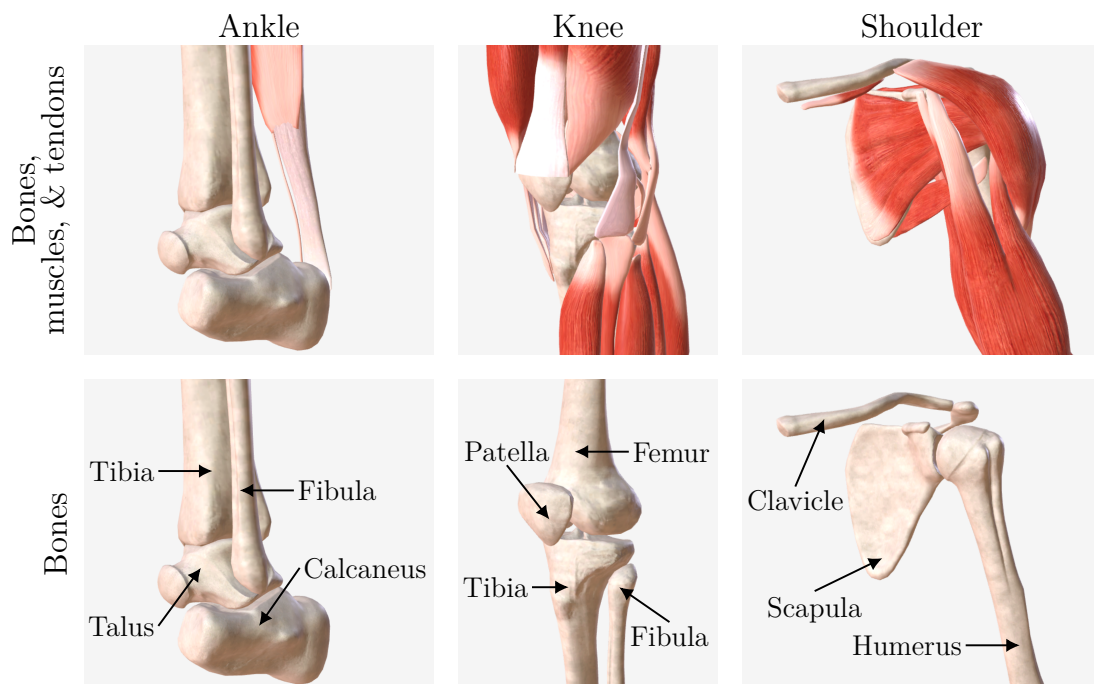 Ankle
Knee
Shoulder
Bones,
muscles, & tendons
Bones
Tibia
Fibula
Calcaneus
Talus
Patella
Femur
Tibia
Fibula
Clavicle
Scapula
Humerus